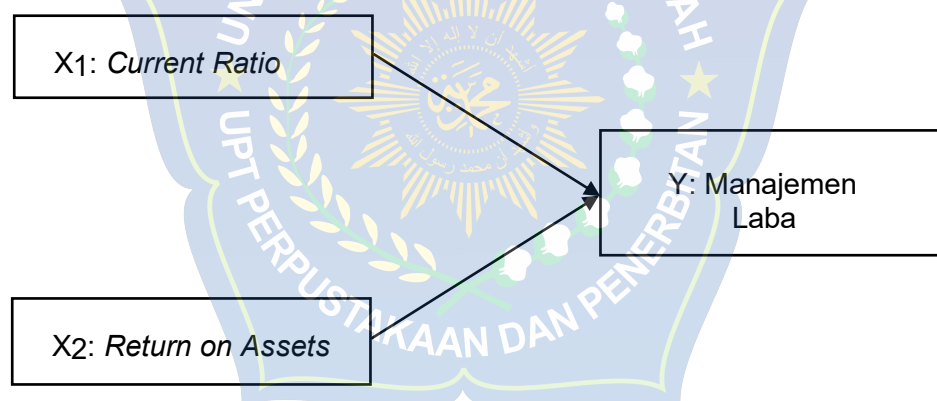 X1: Current Ratio
Y: Manajemen
Laba
X2: Return on Assets
UPT PERPUSTAKAAN DAN PENERBITAN